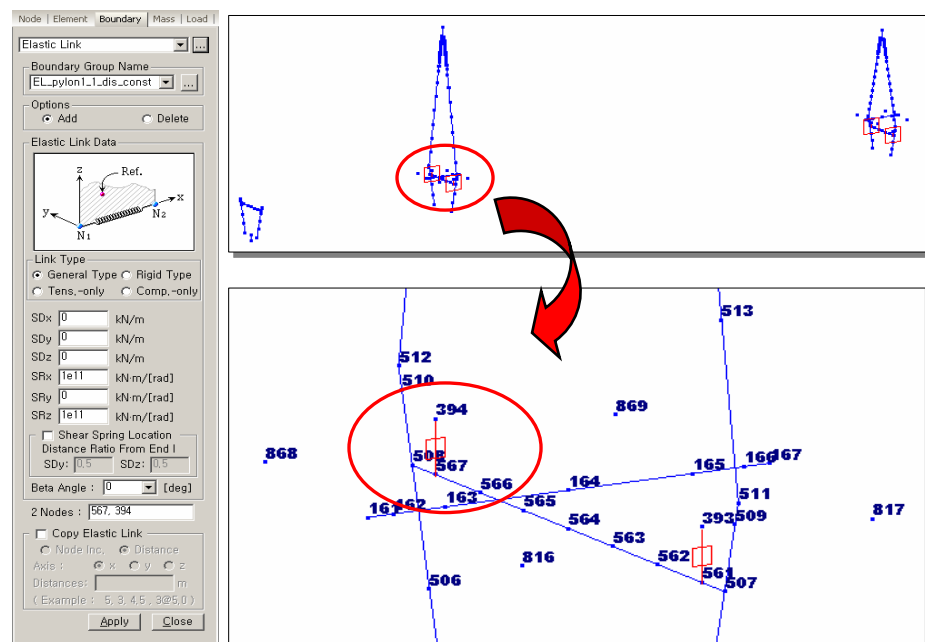 Node | Element Boundary Mass | Load |
Elastic Link
...
Boundary Group Name
EL_pylon1_1_dis_const
...
Options
Add Delete
Elastic Link Data
z
Ref.
x
y
N2
N1
Link Type
General Type Rigid Type
Tens.-only Comp.-only
SDx 0 kN/m
SDy 0 kN/m
SDz 0 kN/m
SRx 1e11 kN·m/[rad]
SRy 0 kN·m/[rad]
SRz 1e11 kN·m/[rad]
Shear Spring Location
Distance Ratio From End I
SDy: 0,5 SDz: 0,5
Beta Angle : 0 [deg]
2 Nodes : 567, 394
Copy Elastic Link
Node Inc. Distance
Axis : x y z
Distances: m
( Example : 5, 3, 4,5 , 3@5,0 )
Apply Close
513
512
510
394
869
508
868
567
166 167
165
566
164
163
162
161
565
511
393 509
817
564
563
816
562
561
506
507